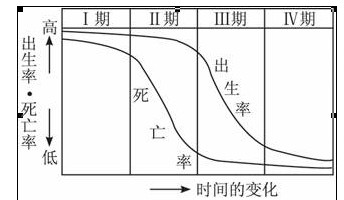 高 Ⅰ期 Ⅱ期 Ⅲ期 Ⅳ期
出生率·死亡率
低
死亡率
出生率
时间的变化